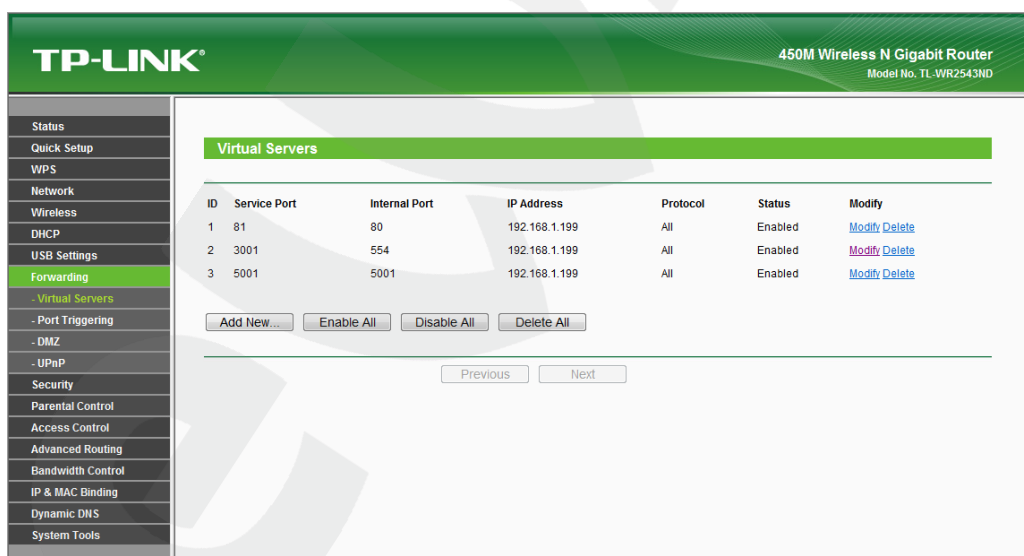 TP-LINK®
450M Wireless N Gigabit Router
Model No. TL-WR2543ND
Status
Quick Setup
WPS
Network
Wireless
DHCP
USB Settings
Forwarding
- Virtual Servers
- Port Triggering
- DMZ
- UPnP
Security
Parental Control
Access Control
Advanced Routing
Bandwidth Control
IP & MAC Binding
Dynamic DNS
System Tools
Virtual Servers
ID Service Port Internal Port IP Address Protocol Status Modify
1 81 80 192.168.1.199 All Enabled Modify Delete
2 3001 554 192.168.1.199 All Enabled Modify Delete
3 5001 5001 192.168.1.199 All Enabled Modify Delete
Add New... Enable All Disable All Delete All
Previous Next